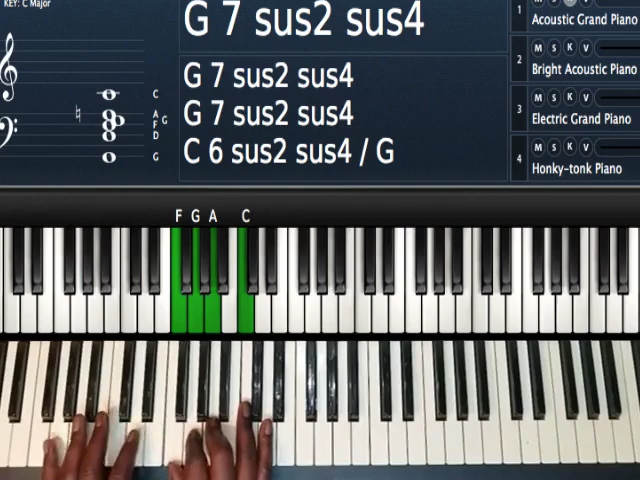 KEY: C Major
G 7 sus2 sus4
G 7 sus2 sus4
G 7 sus2 sus4
C 6 sus2 sus4 / G
C
A G
F
D
G
1
Acoustic Grand Piano
2
M S K V
Bright Acoustic Piano
3
M S K V
Electric Grand Piano
4
M S K V
Honky-tonk Piano
F G A C